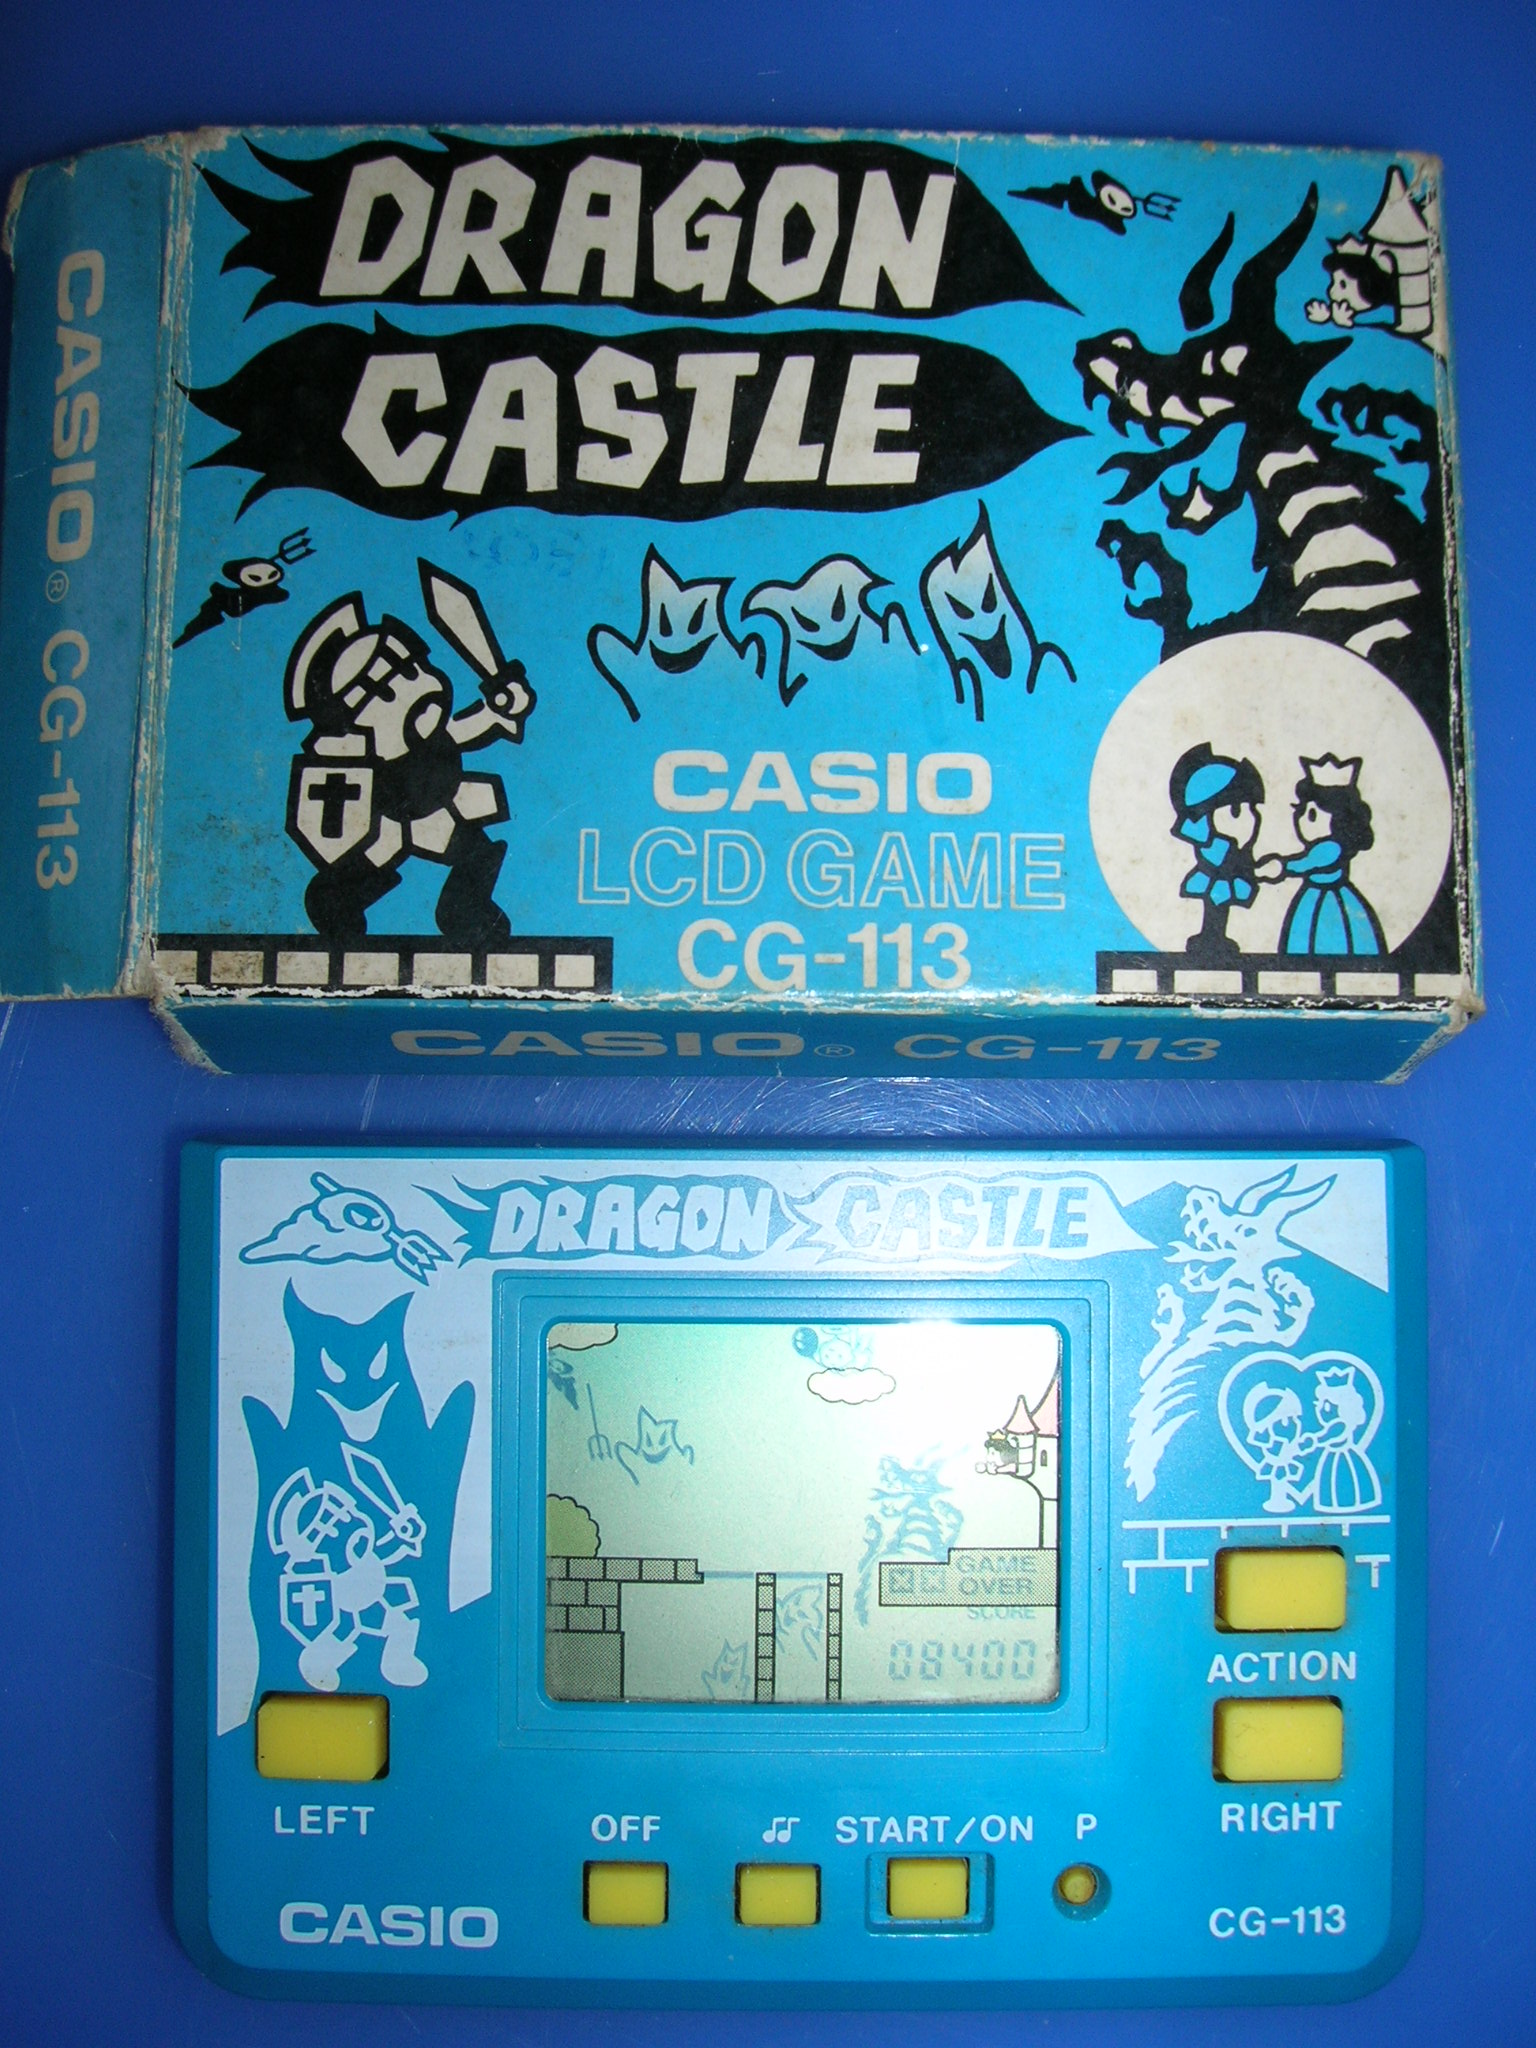 DRAGON
CASTLE
CASIO
LCD GAME
CG-113
CASIO® CG-113
CASIO® CG-113
DRAGON CASTLE
GAME
OVER
SCORE
08400
ACTION
LEFT
RIGHT
OFF
START/ON
P
CASIO
CG-113